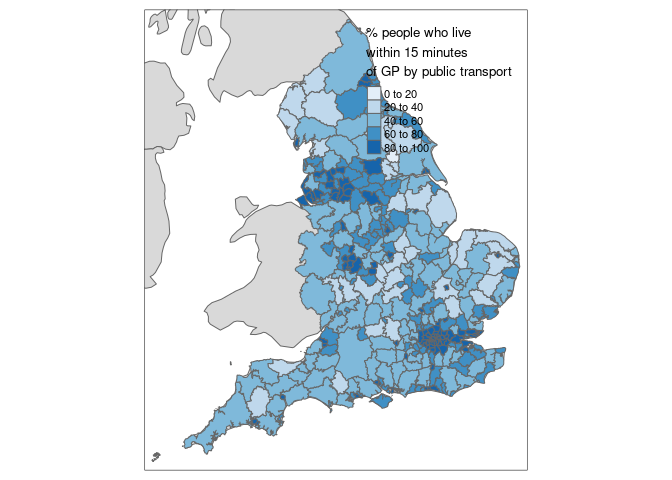 % people who live
within 15 minutes
of GP by public transport
0 to 20
20 to 40
40 to 60
60 to 80
80 to 100